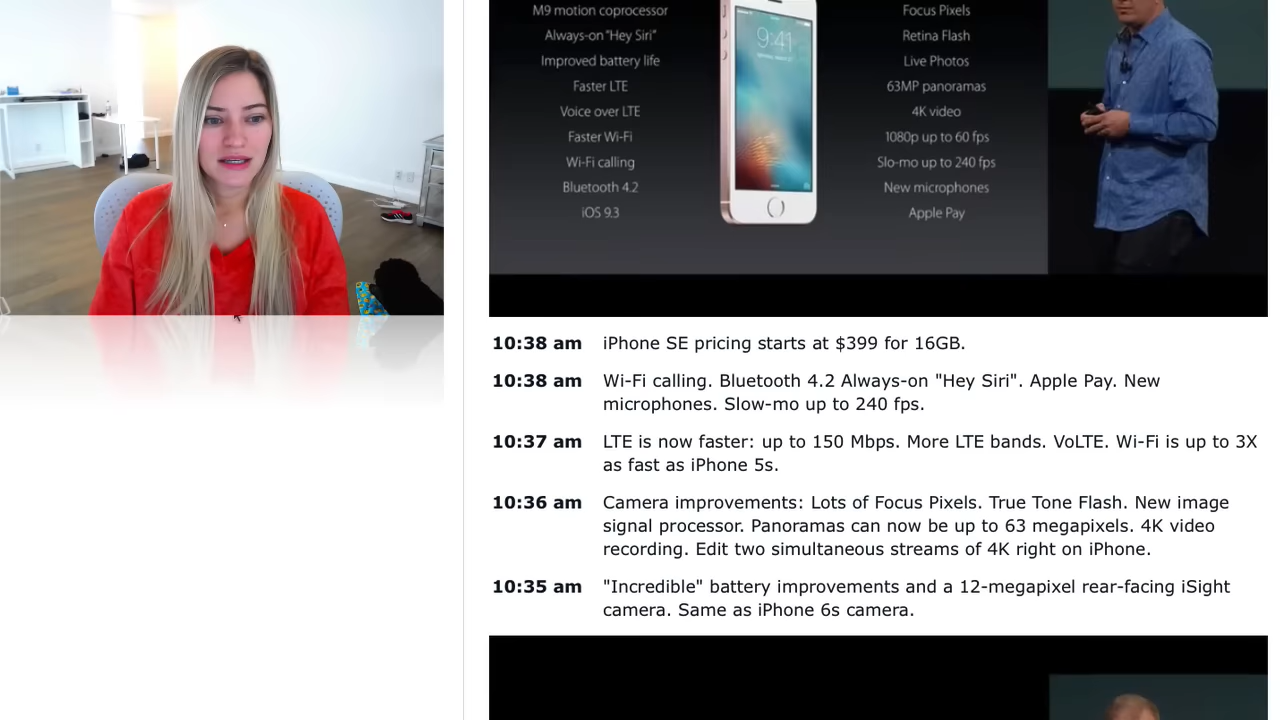 M9 motion coprocessor
Always-on "Hey Siri"
Improved battery life
Faster LTE
Voice over LTE
Faster Wi-Fi
Wi-Fi calling
Bluetooth 4.2
iOS 9.3
9:41
Focus Pixels
Retina Flash
Live Photos
63MP panoramas
4K video
1080p up to 60 fps
Slo-mo up to 240 fps
New microphones
Apple Pay
10:38 am iPhone SE pricing starts at $399 for 16GB.
10:38 am Wi-Fi calling. Bluetooth 4.2 Always-on "Hey Siri". Apple Pay. New
microphones. Slow-mo up to 240 fps.
10:37 am LTE is now faster: up to 150 Mbps. More LTE bands. VoLTE. Wi-Fi is up to 3X
as fast as iPhone 5s.
10:36 am Camera improvements: Lots of Focus Pixels. True Tone Flash. New image
signal processor. Panoramas can now be up to 63 megapixels. 4K video
recording. Edit two simultaneous streams of 4K right on iPhone.
10:35 am "Incredible" battery improvements and a 12-megapixel rear-facing iSight
camera. Same as iPhone 6s camera.